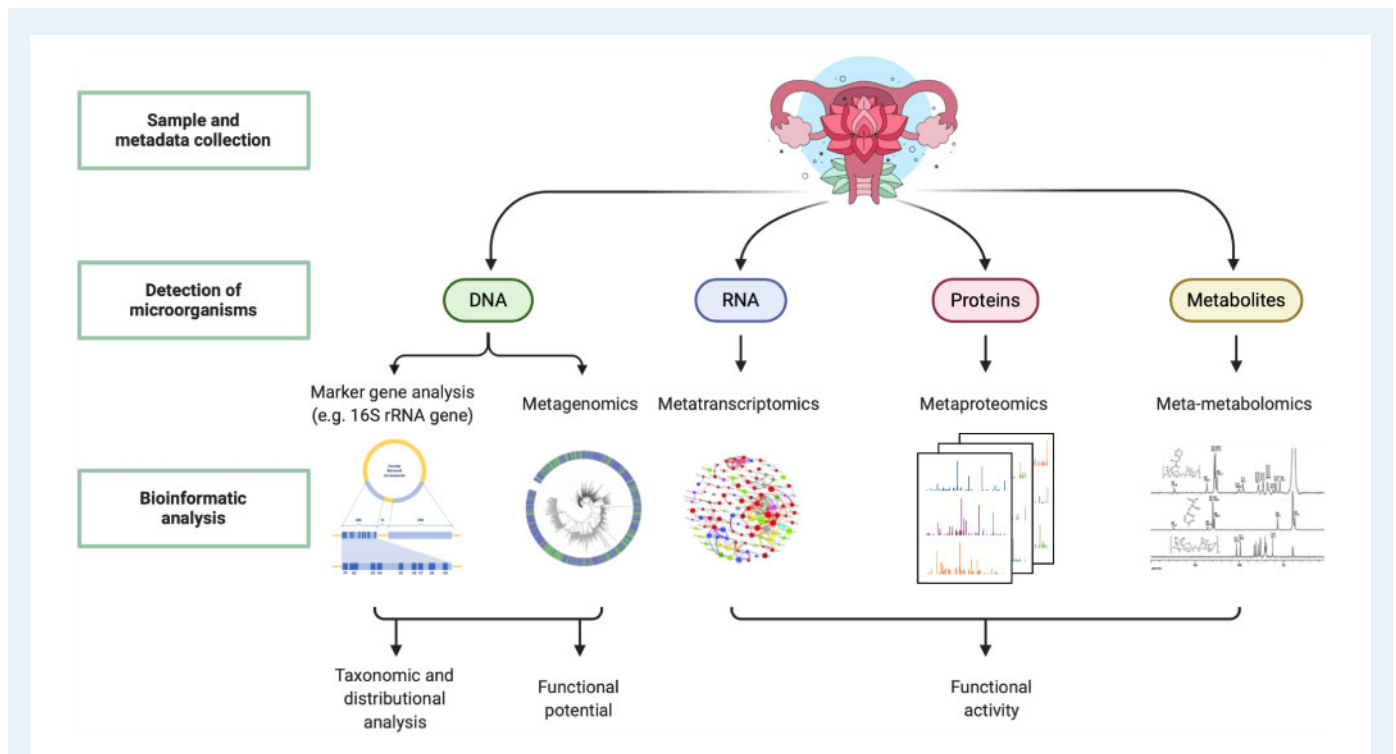 Sample and
metadata collection
Detection of
microorganisms
DNA
RNA
Proteins
Metabolites
Marker gene analysis
(e.g. 16S rRNA gene)
Metagenomics
Metatranscriptomics
Metaproteomics
Meta-metabolomics
Bioinformatic
analysis
Taxonomic and
distributional
analysis
Functional
potential
Functional
activity